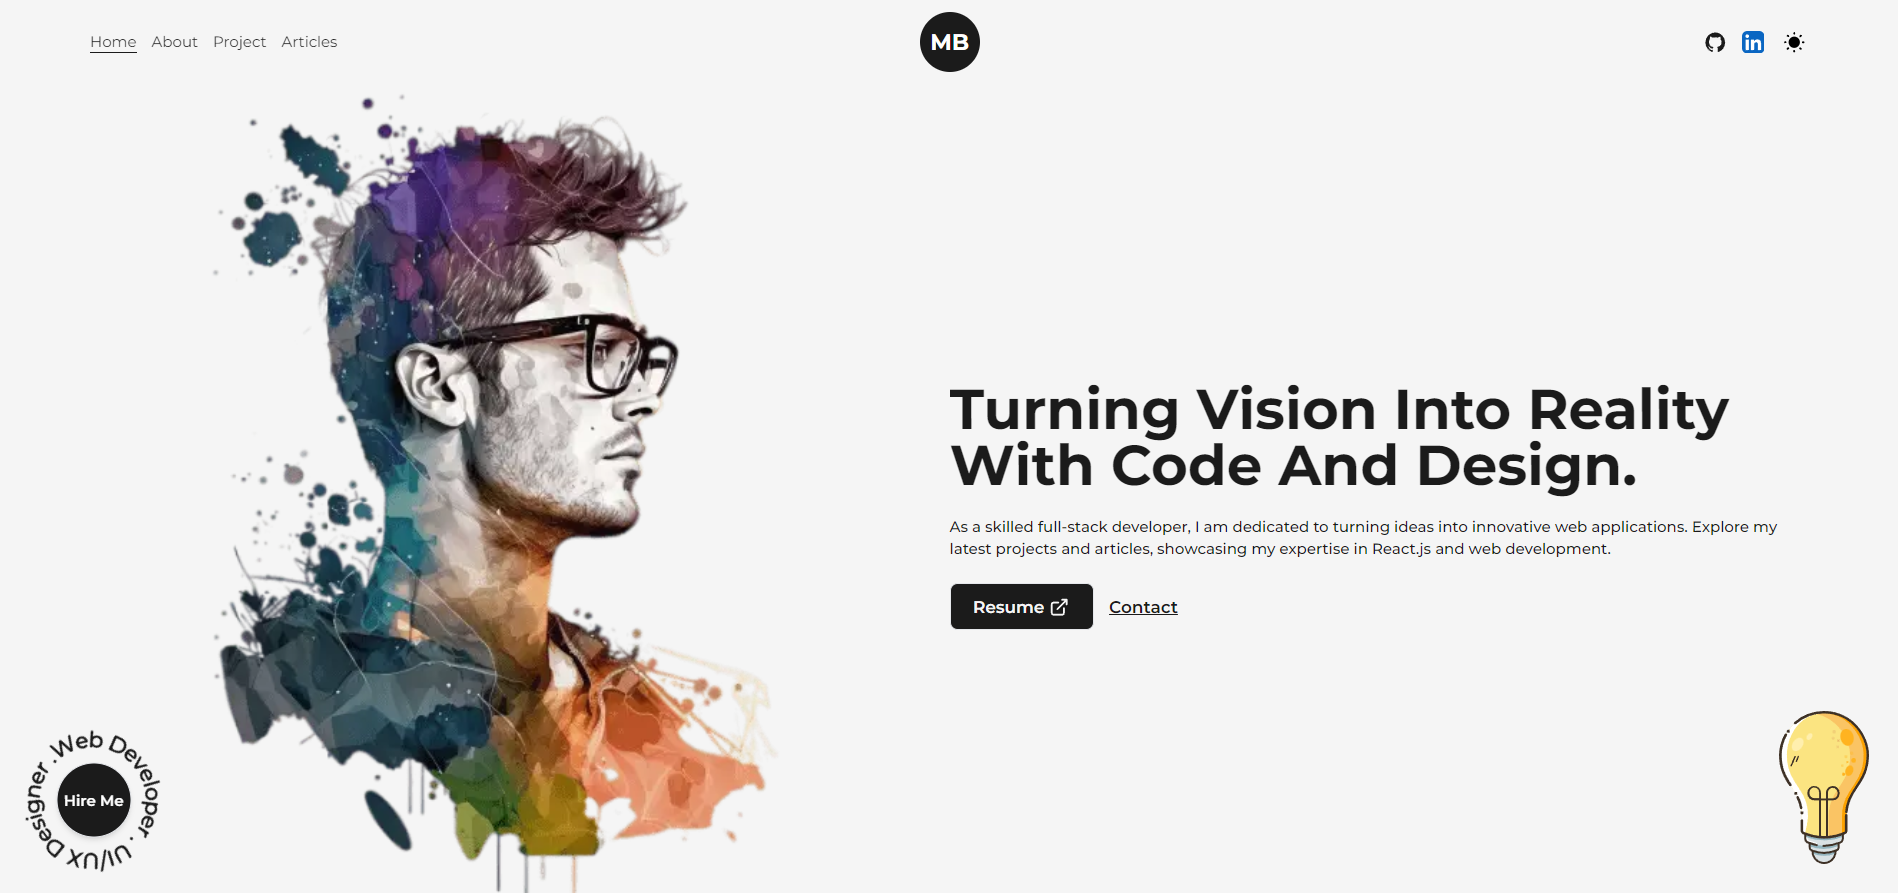 Home About Project Articles
MB
in
Turning Vision Into Reality
With Code And Design.
As a skilled full-stack developer, I am dedicated to turning ideas into innovative web applications. Explore my
latest projects and articles, showcasing my expertise in React.js and web development.
Resume Contact
Web Developer . UI/UX Designer .
Hire Me